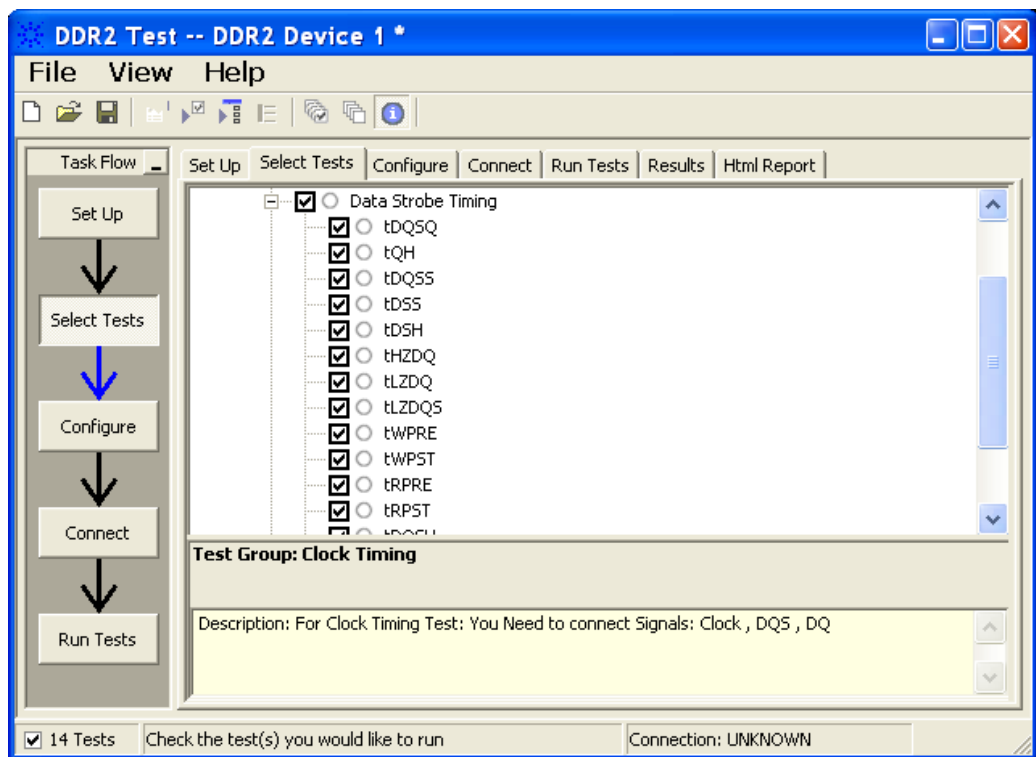 DDR2 Test -- DDR2 Device 1 *
File View Help
Task Flow
Set Up
Select Tests
Configure
Connect
Run Tests
Set Up Select Tests Configure Connect Run Tests Results Html Report
Data Strobe Timing
tDQSQ
tQH
tDQSS
tDSS
tDSH
tHZDQ
tLZDQ
tLZDQS
tWPRE
tWPST
tRPRE
tRPST
Test Group: Clock Timing
Description: For Clock Timing Test: You Need to connect Signals: Clock , DQS , DQ
14 Tests Check the test(s) you would like to run Connection: UNKNOWN